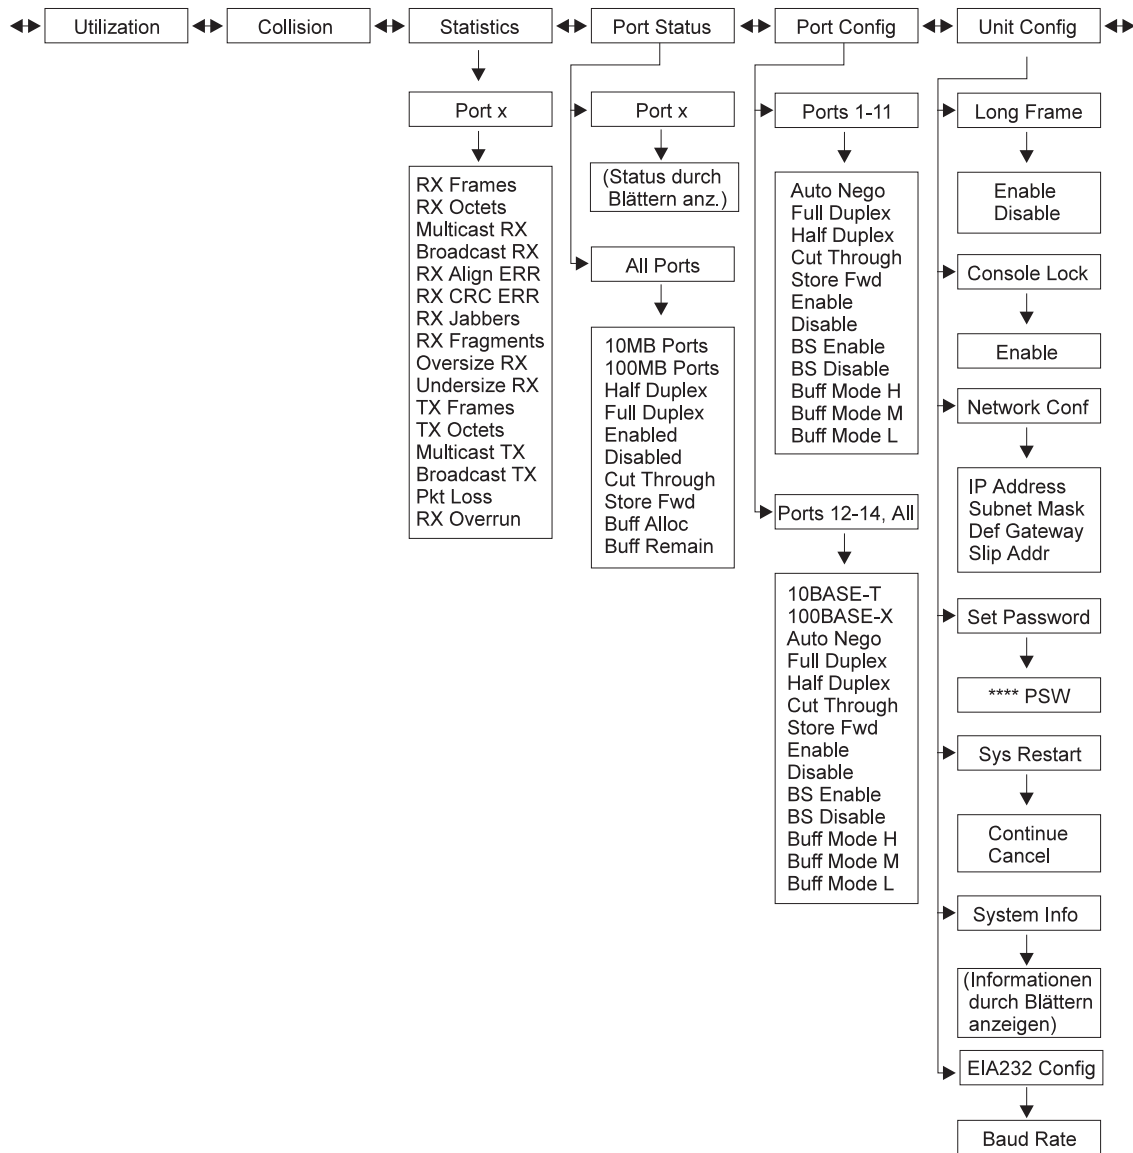 Utilization
Collision
Statistics
Port Status
Port Config
Unit Config
Port x
RX Frames
RX Octets
Multicast RX
Broadcast RX
RX Align ERR
RX CRC ERR
RX Jabbers
RX Fragments
Oversize RX
Undersize RX
TX Frames
TX Octets
Multicast TX
Broadcast TX
Pkt Loss
RX Overrun
Port x
(Status durch
Blättern anz.)
All Ports
10MB Ports
100MB Ports
Half Duplex
Full Duplex
Enabled
Disabled
Cut Through
Store Fwd
Buff Alloc
Buff Remain
Ports 1-11
Auto Nego
Full Duplex
Half Duplex
Cut Through
Store Fwd
Enable
Disable
BS Enable
BS Disable
Buff Mode H
Buff Mode M
Buff Mode L
Ports 12-14, All
10BASE-T
100BASE-X
Auto Nego
Full Duplex
Half Duplex
Cut Through
Store Fwd
Enable
Disable
BS Enable
BS Disable
Buff Mode H
Buff Mode M
Buff Mode L
Long Frame
Enable
Disable
Console Lock
Enable
Network Conf
IP Address
Subnet Mask
Def Gateway
Slip Addr
Set Password
**** PSW
Sys Restart
Continue
Cancel
System Info
(Informationen
durch Blättern
anzeigen)
EIA232 Config
Baud Rate